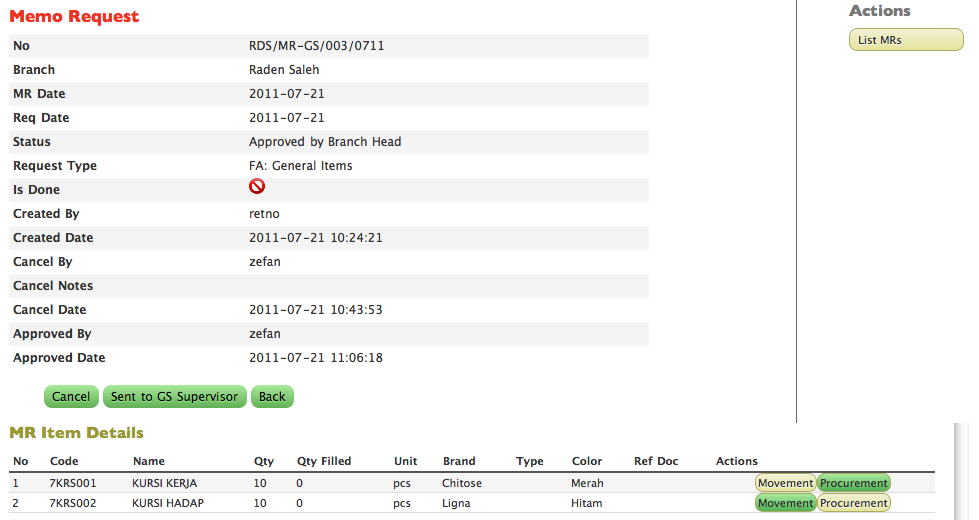 Memo Request
Actions
List MRs
No RDS/MR-GS/003/0711
Branch Raden Saleh
MR Date 2011-07-21
Req Date 2011-07-21
Status Approved by Branch Head
Request Type FA: General Items
Is Done
Created By retno
Created Date 2011-07-21 10:24:21
Cancel By zefan
Cancel Notes
Cancel Date 2011-07-21 10:43:53
Approved By zefan
Approved Date 2011-07-21 11:06:18
Cancel Sent to GS Supervisor Back
MR Item Details
No Code Name Qty Qty Filled Unit Brand Type Color Ref Doc Actions
1 7KRS001 KURSI KERJA 10 0 pcs Chitose Merah Movement Procurement
2 7KRS002 KURSI HADAP 10 0 pcs Ligna Hitam Movement Procurement